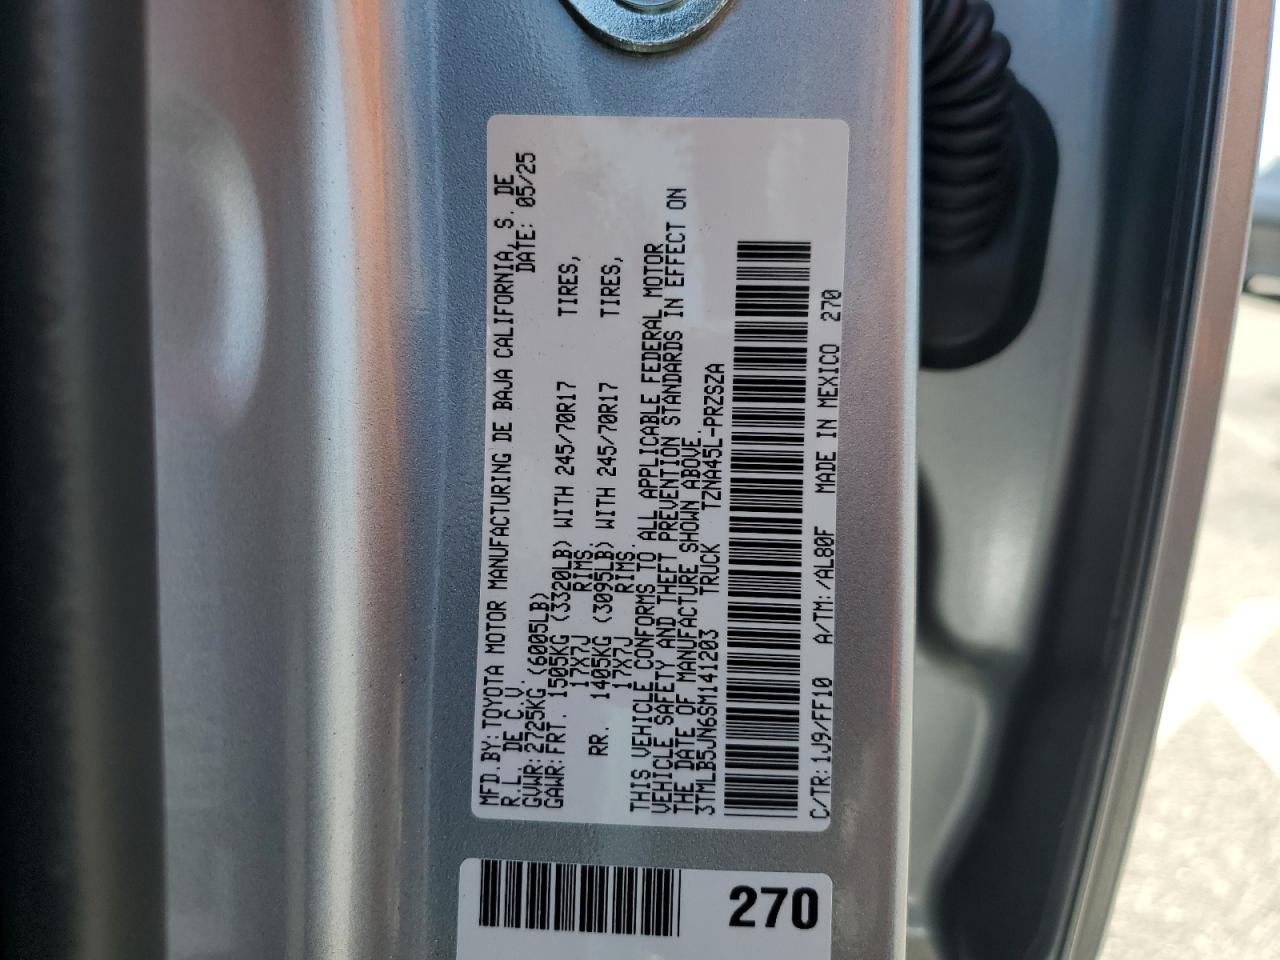 MFD.BY:TOYOTA MOTOR MANUFACTURING DE BAJA CALIFORNIA, S. DE
R.L. DE C.V. DATE: 05/25
GVWR:2725KG (6005LB)
GAWR:FRT. 1505KG (3320LB) WITH 245/70R17 TIRES,
17X7J RIMS
RR. 1405KG (3095LB) WITH 245/70R17 TIRES,
17X7J RIMS.
THIS VEHICLE CONFORMS TO ALL APPLICABLE FEDERAL MOTOR
VEHICLE SAFETY AND THEFT PREVENTION STANDARDS IN EFFECT ON
THE DATE OF MANUFACTURE SHOWN ABOVE.
3TMLB5JN6SM141203 TRUCK TZNA45L-PRZSZA
C/TR:1J9/FF10 A/TM:/AL80F MADE IN MEXICO 270
270